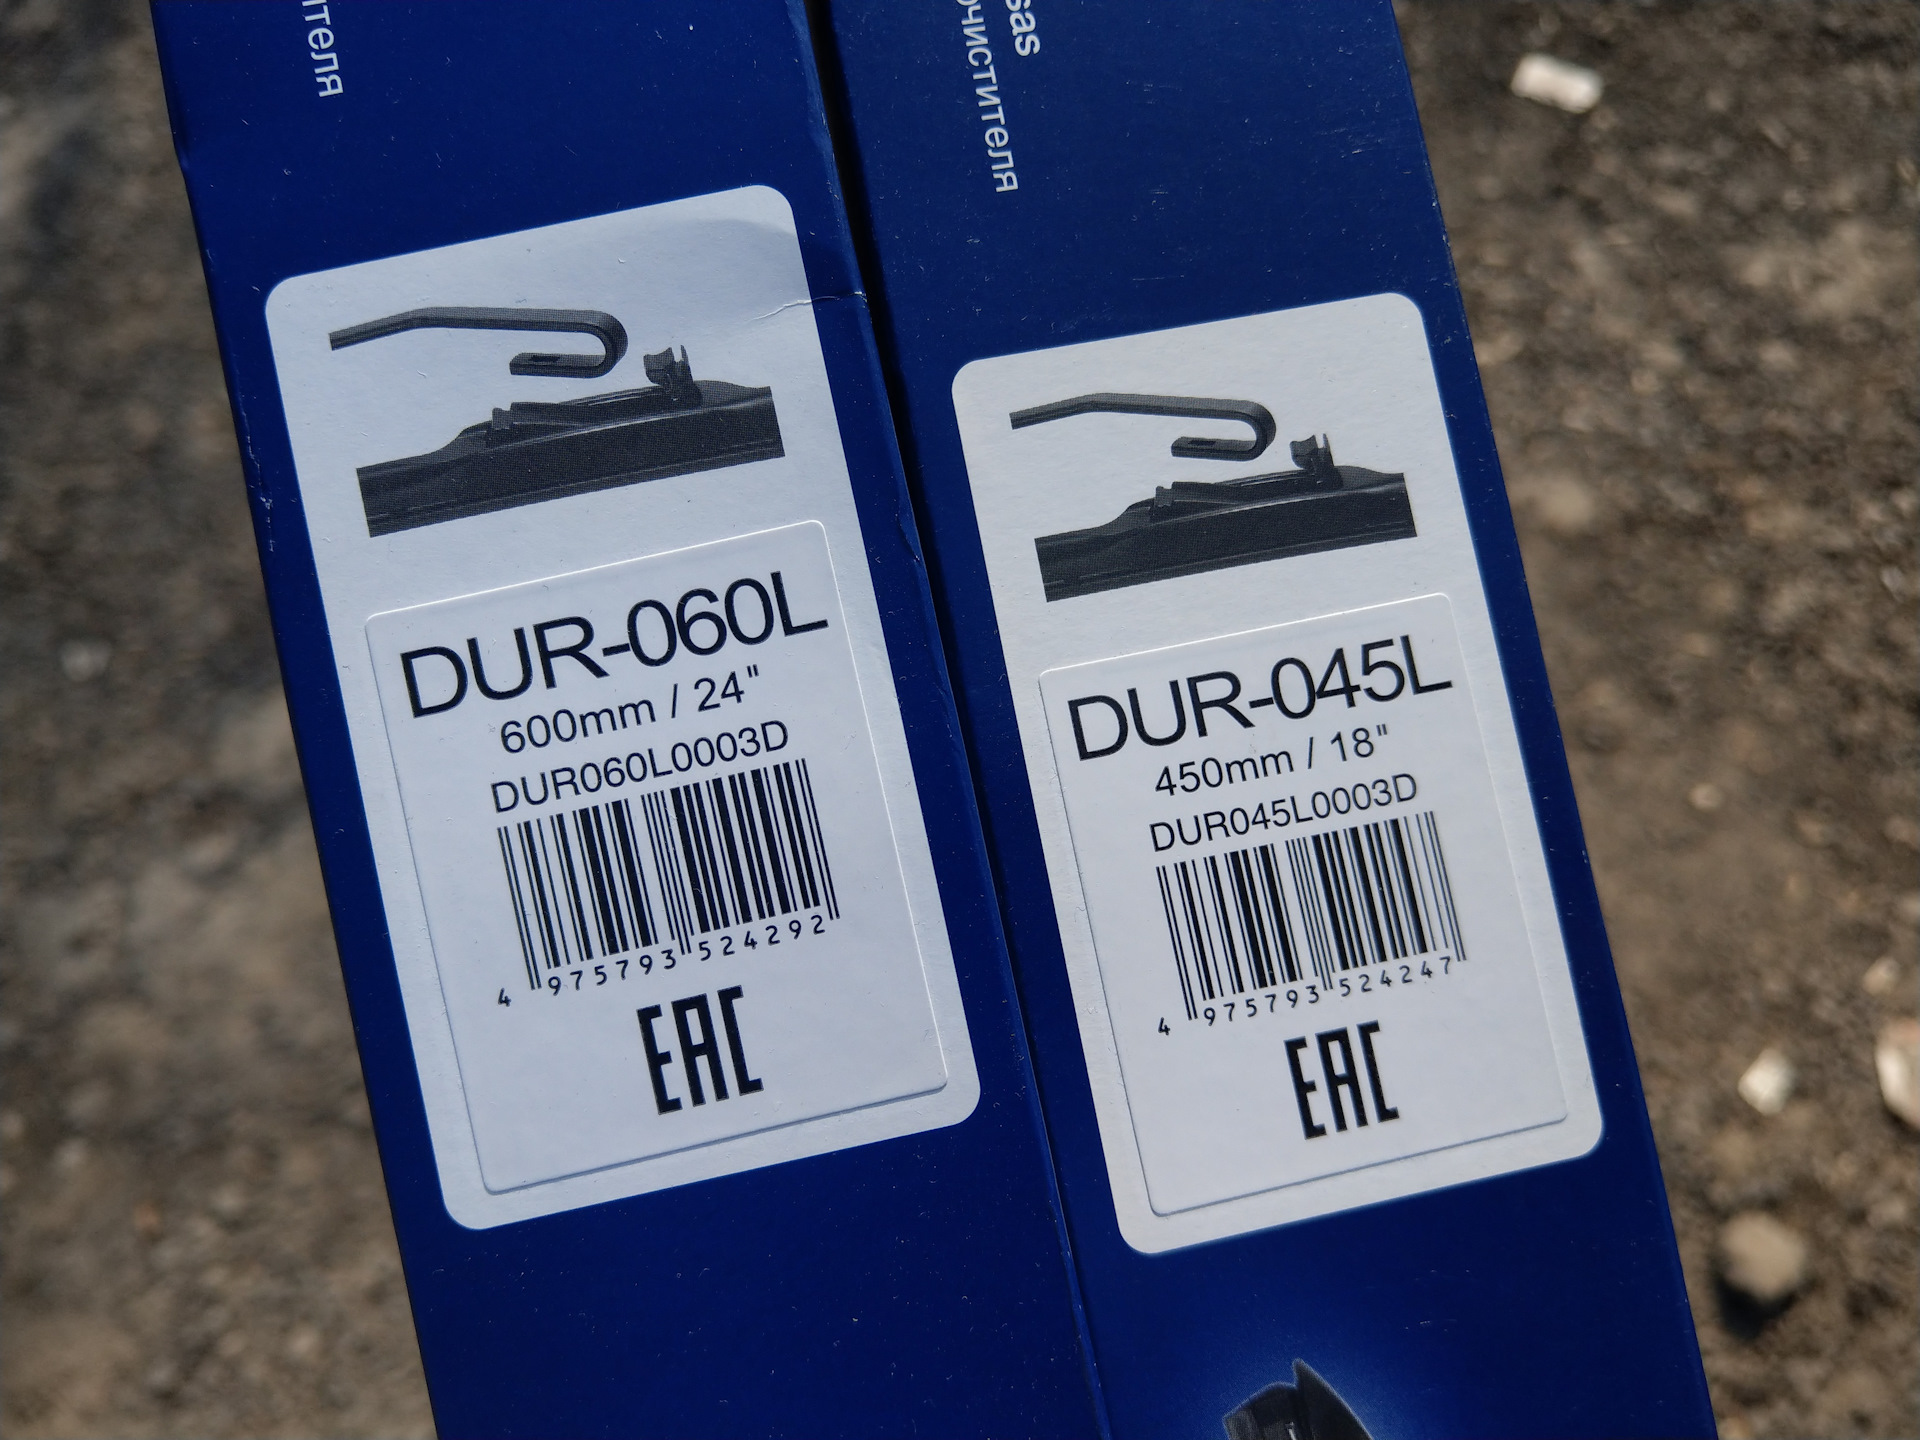 DUR-060L
600mm / 24"
DUR060L0003D
4 975793 524292
EAC
DUR-045L
450mm / 18"
DUR045L0003D
4 975793 524247
EAC